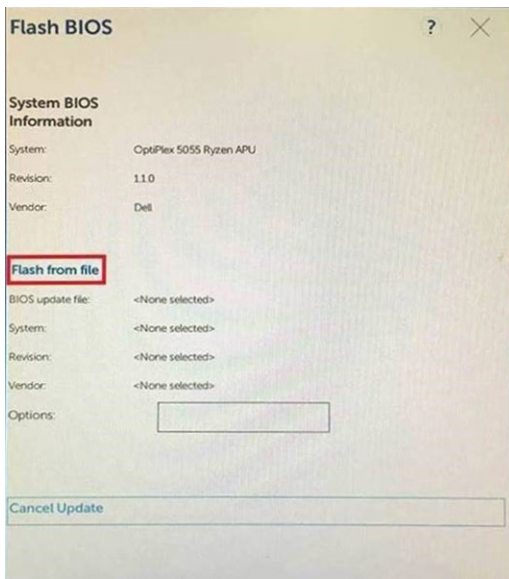 Flash BIOS ?
System BIOS
Information
System: OptiPlex 5055 Ryzen APU
Revision: 1.1.0
Vendor: Dell
Flash from file
BIOS update file: <None selected>
System: <None selected>
Revision: <None selected>
Vendor: <None selected>
Options:
Cancel Update